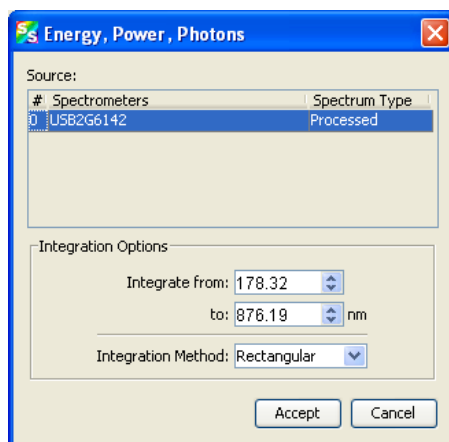 Energy, Power, Photons
Source:
# Spectrometers Spectrum Type
0 USB2G6142 Processed
Integration Options
Integrate from: 178.32
to: 876.19 nm
Integration Method: Rectangular
Accept Cancel